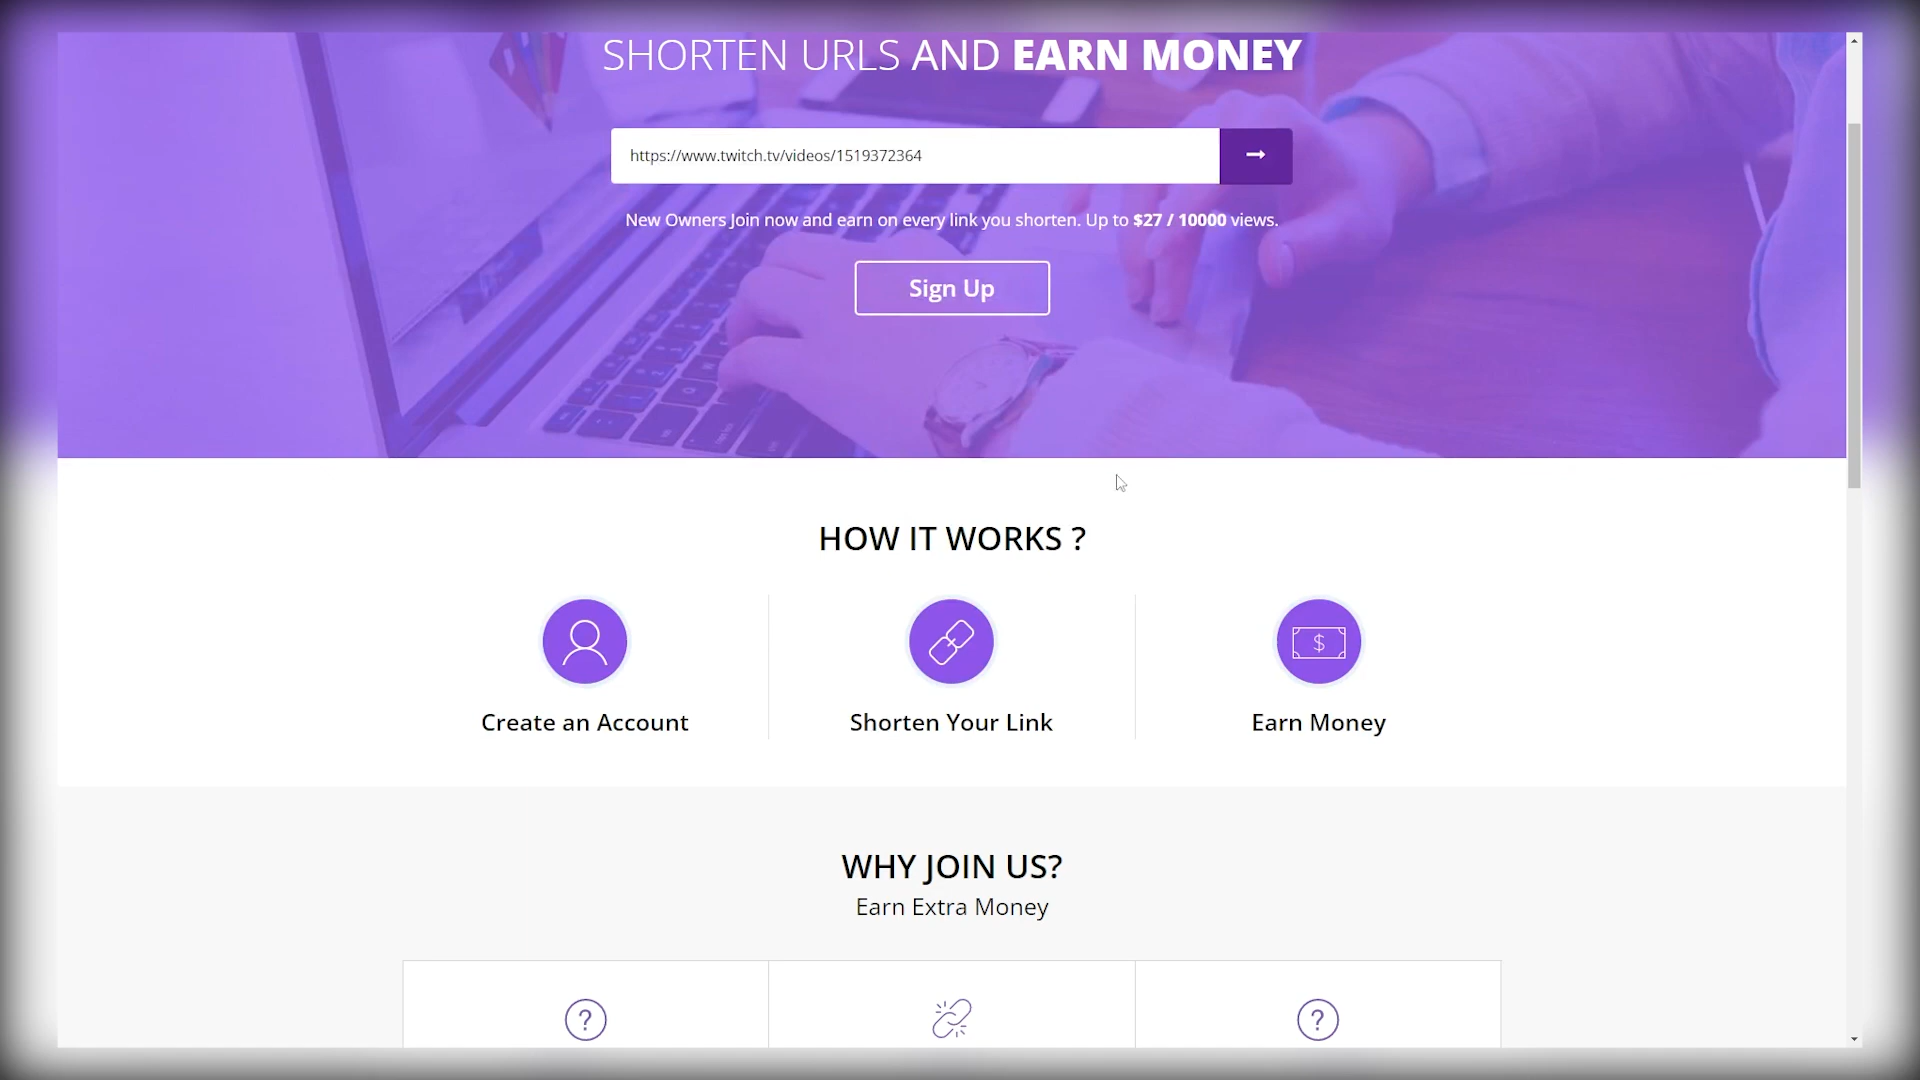 SHORTEN URLS AND EARN MONEY
https://www.twitch.tv/videos/1519372364
New Owners Join now and earn on every link you shorten. Up to $27 / 10000 views.
Sign Up
HOW IT WORKS ?
Create an Account
Shorten Your Link
Earn Money
WHY JOIN US?
Earn Extra Money